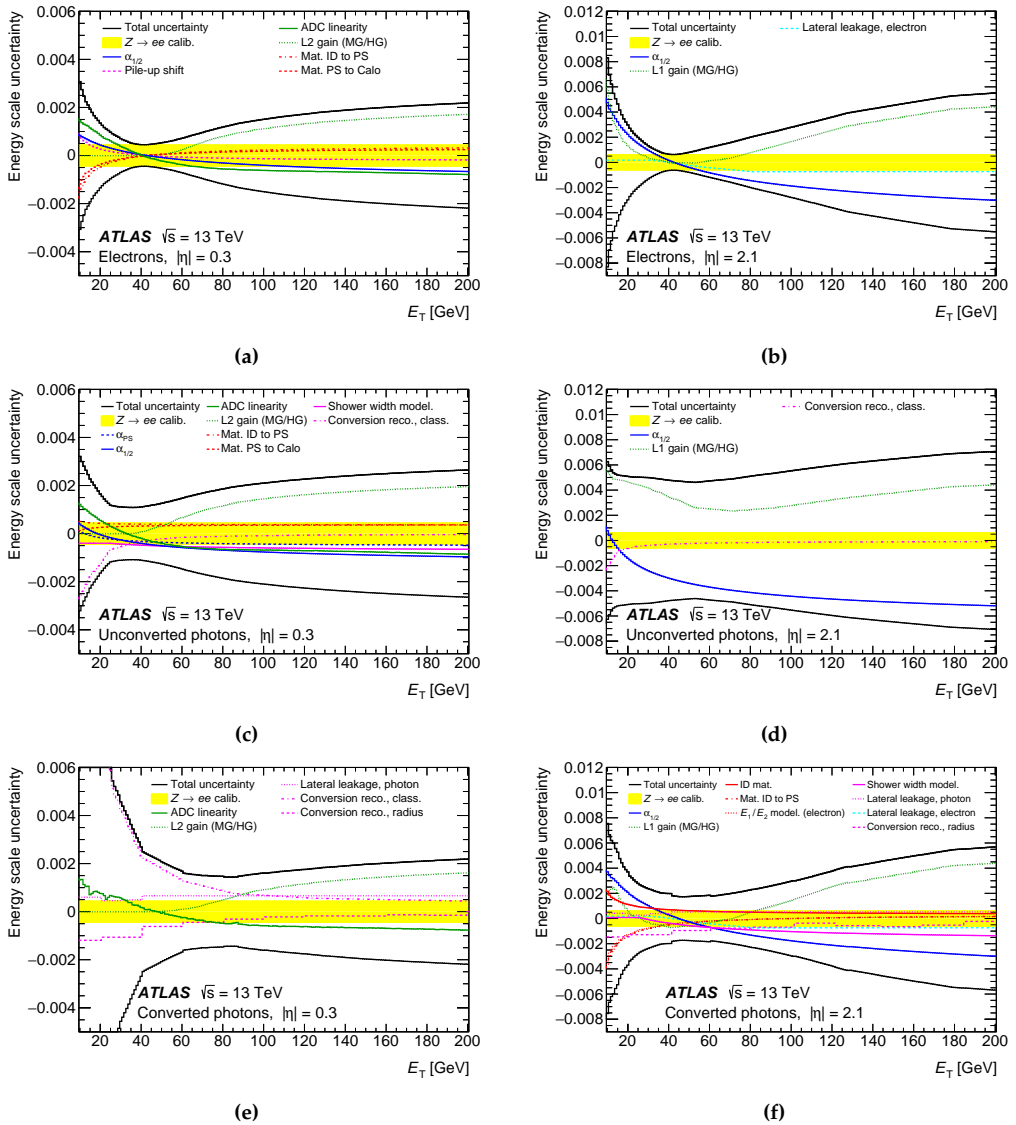 Energy scale uncertainty
0.006
0.004
0.002
0
−0.002
−0.004
Total uncertainty
Z → ee calib.
α1/2
Pile-up shift
ADC linearity
L2 gain (MG/HG)
Mat. ID to PS
Mat. PS to Calo
ATLAS √s = 13 TeV
Electrons, |η| = 0.3
20 40 60 80 100 120 140 160 180 200
ET [GeV]
(a)
Energy scale uncertainty
0.012
0.01
0.008
0.006
0.004
0.002
0
−0.002
−0.004
−0.006
−0.008
Total uncertainty
Z → ee calib.
α1/2
L1 gain (MG/HG)
Lateral leakage, electron
ATLAS √s = 13 TeV
Electrons, |η| = 2.1
20 40 60 80 100 120 140 160 180 200
ET [GeV]
(b)
Energy scale uncertainty
0.006
0.004
0.002
0
−0.002
−0.004
Total uncertainty
Z → ee calib.
αPS
α1/2
ADC linearity
L2 gain (MG/HG)
Mat. ID to PS
Mat. PS to Calo
Shower width model.
Conversion reco., class.
ATLAS √s = 13 TeV
Unconverted photons, |η| = 0.3
20 40 60 80 100 120 140 160 180 200
ET [GeV]
(c)
Energy scale uncertainty
0.012
0.01
0.008
0.006
0.004
0.002
0
−0.002
−0.004
−0.006
−0.008
Total uncertainty
Z → ee calib.
α1/2
L1 gain (MG/HG)
Conversion reco., class.
ATLAS √s = 13 TeV
Unconverted photons, |η| = 2.1
20 40 60 80 100 120 140 160 180 200
ET [GeV]
(d)
Energy scale uncertainty
0.006
0.004
0.002
0
−0.002
−0.004
Total uncertainty
Z → ee calib.
ADC linearity
L2 gain (MG/HG)
Lateral leakage, photon
Conversion reco., class.
Conversion reco., radius
ATLAS √s = 13 TeV
Converted photons, |η| = 0.3
20 40 60 80 100 120 140 160 180 200
ET [GeV]
(e)
Energy scale uncertainty
0.012
0.01
0.008
0.006
0.004
0.002
0
−0.002
−0.004
−0.006
−0.008
Total uncertainty
Z → ee calib.
α1/2
L1 gain (MG/HG)
ID mat.
Mat. ID to PS
E1/E2 model. (electron)
Shower width model.
Lateral leakage, photon
Lateral leakage, electron
Conversion reco., radius
ATLAS √s = 13 TeV
Converted photons, |η| = 2.1
20 40 60 80 100 120 140 160 180 200
ET [GeV]
(f)